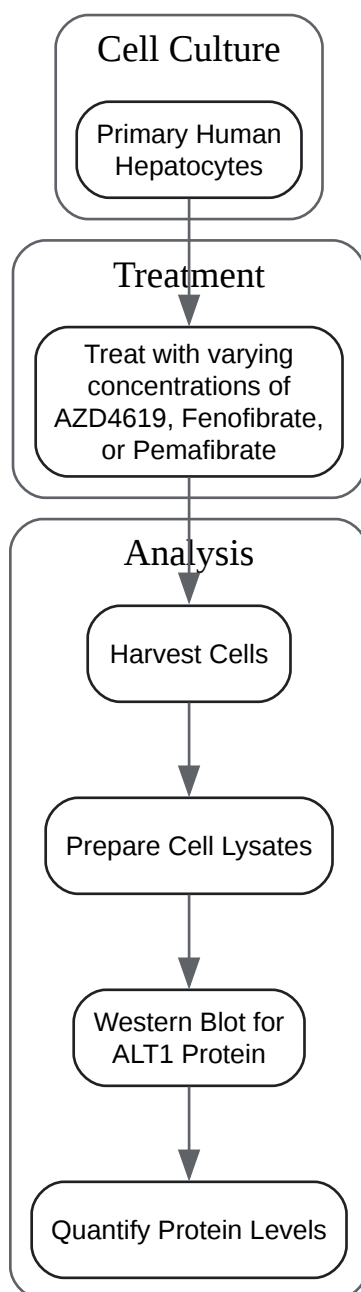 Cell Culture
Primary Human
Hepatocytes
Treatment
Treat with varying
concentrations of
AZD4619, Fenofibrate,
or Pemafibrate
Analysis
Harvest Cells
Prepare Cell Lysates
Western Blot for
ALT1 Protein
Quantify Protein Levels